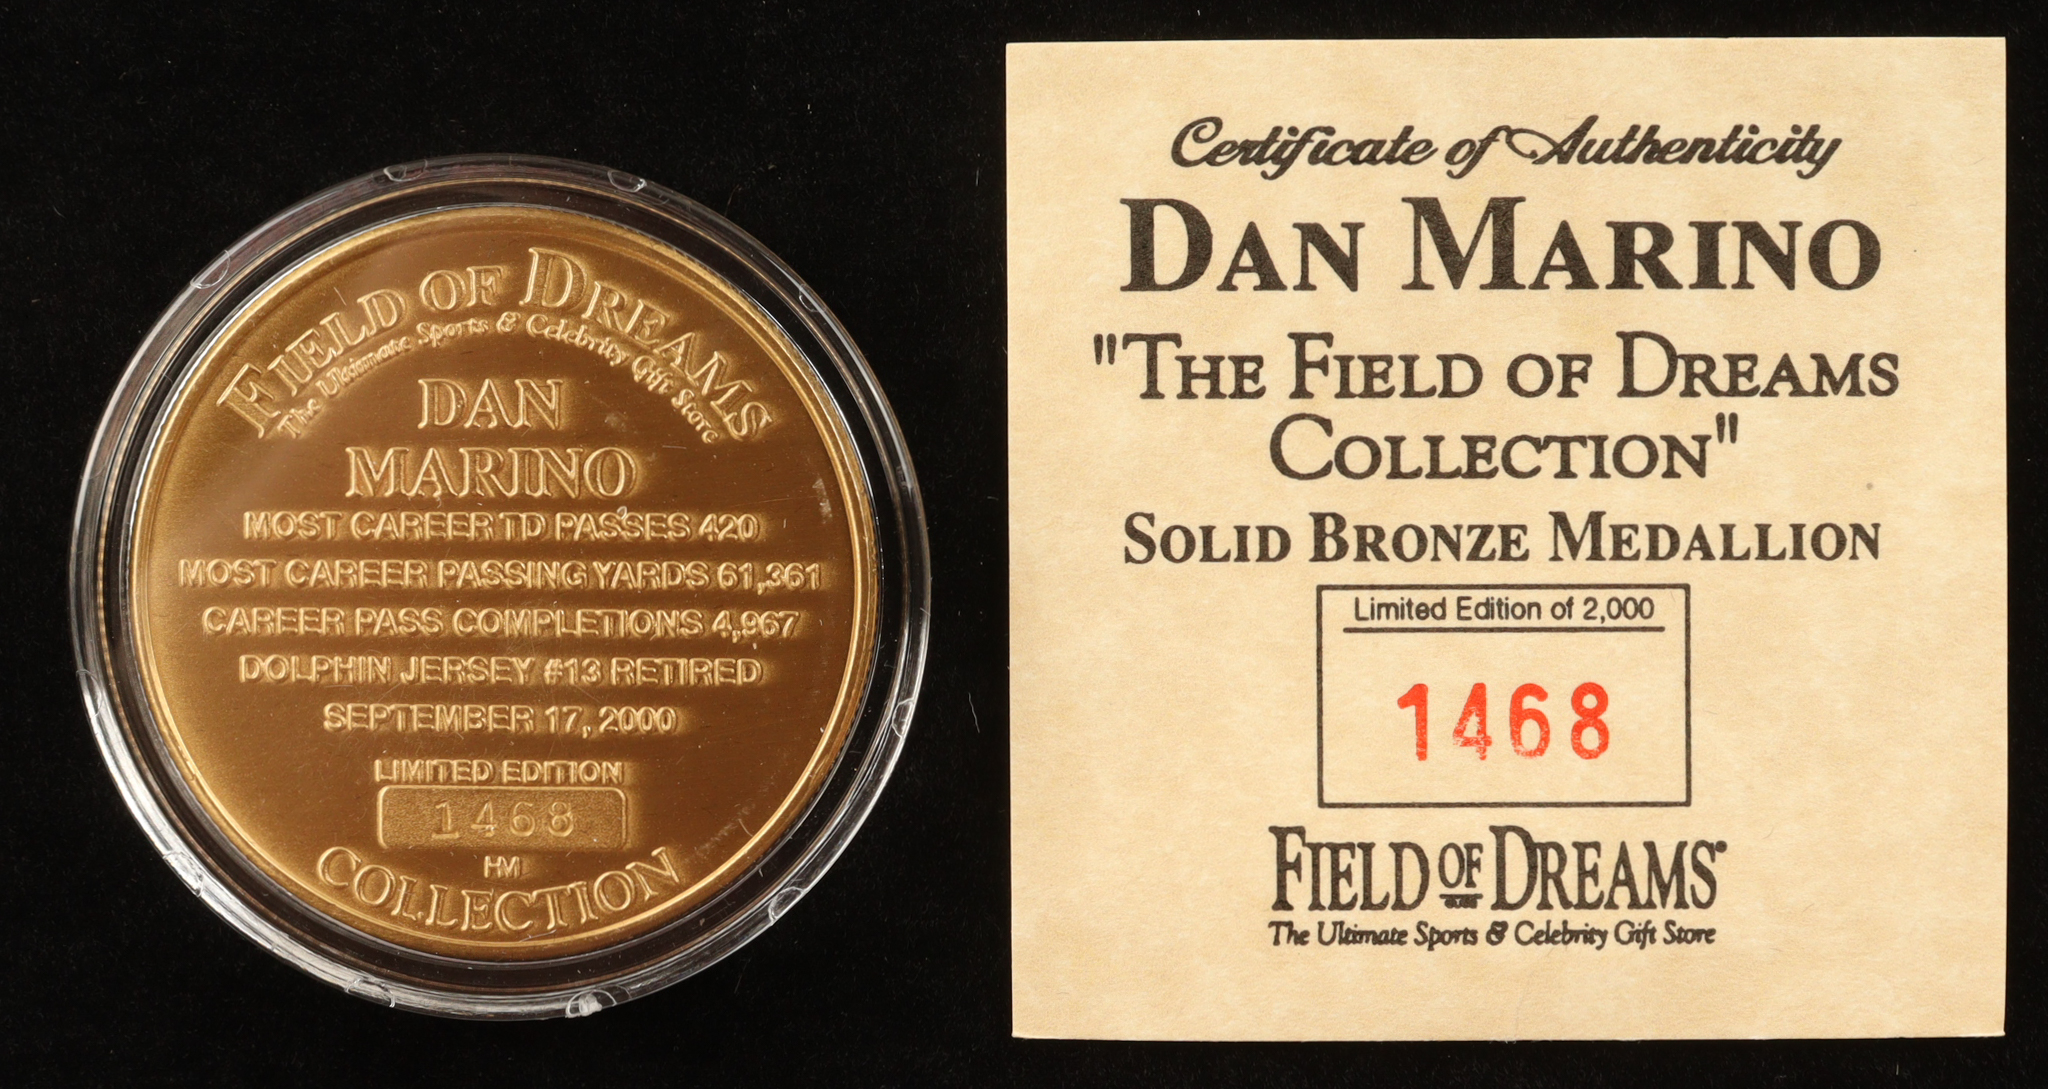 FIELD OF DREAMS
The Ultimate Sports & Celebrity Gift Store
DAN
MARINO
MOST CAREER TD PASSES 420
MOST CAREER PASSING YARDS 61,361
CAREER PASS COMPLETIONS 4,967
DOLPHIN JERSEY #13 RETIRED
SEPTEMBER 17, 2000
LIMITED EDITION
1468
HM
COLLECTION
Certificate of Authenticity
DAN MARINO
"THE FIELD OF DREAMS
COLLECTION"
SOLID BRONZE MEDALLION
Limited Edition of 2,000
1468
FIELD OF DREAMS
The Ultimate Sports & Celebrity Gift Store